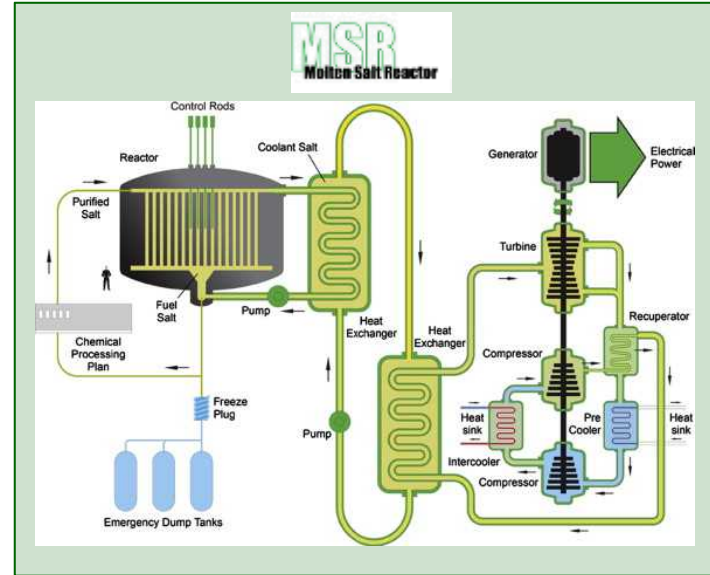 MSR
Molten Salt Reactor
Control Rods
Reactor
Coolant Salt
Purified
Salt
Generator
Electrical
Power
Turbine
Fuel
Salt
Pump
Heat
Exchanger
Heat
Exchanger
Recuperator
Chemical
Processing
Plan
Compressor
Freeze
Plug
Pump
Heat
sink
Pre
Cooler
Heat
sink
Intercooler
Compressor
Emergency Dump Tanks